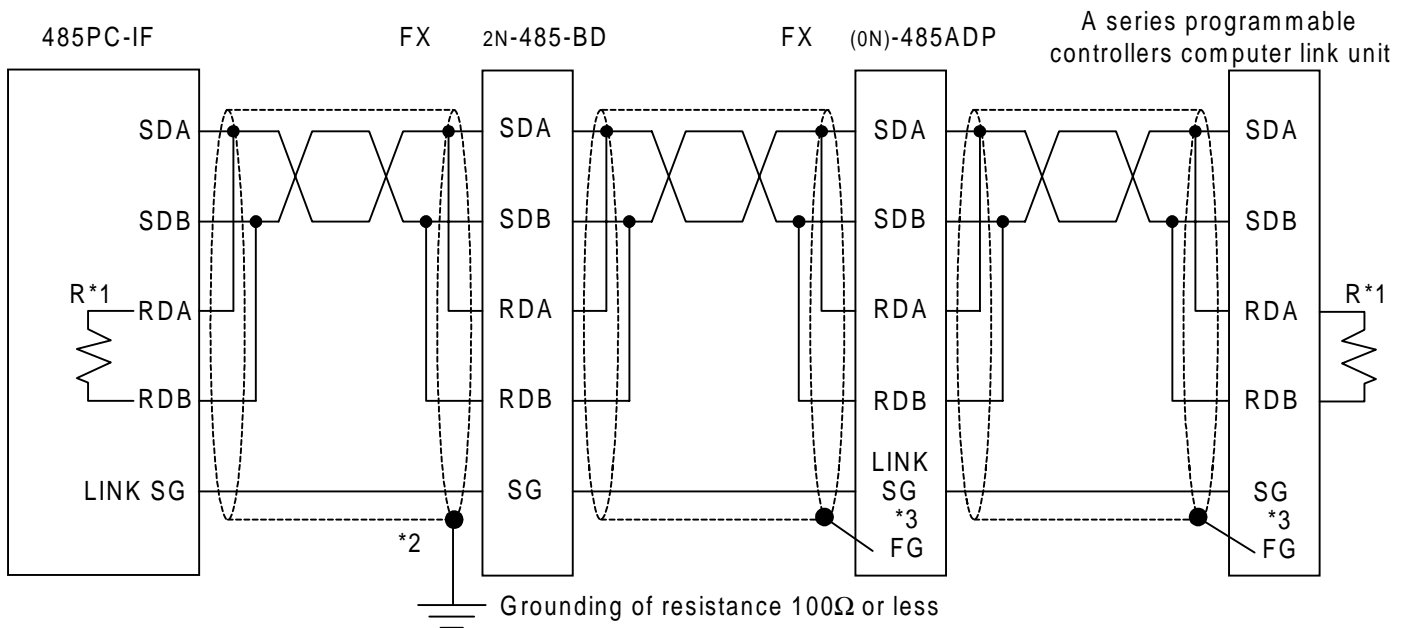 485PC-IF
FX 2N-485-BD
FX (0N)-485ADP
A series programmable
controllers computer link unit
SDA
SDB
R*1
RDA
RDB
LINK SG
*2
SDA
SDB
RDA
RDB
SG
SDA
SDB
RDA
RDB
LINK
SG
*3
FG
SDA
SDB
RDA
R*1
RDB
SG
*3
FG
Grounding of resistance 100Ω or less